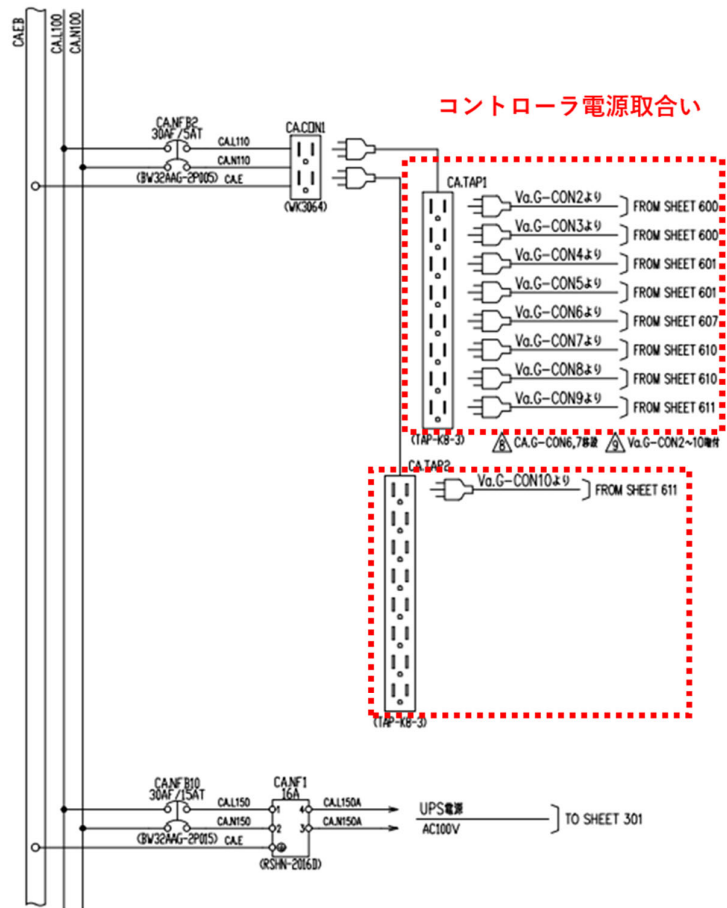 CA.EB
CA.L100
CA.N100
コントローラ電源取合い
CA.NFB2
30AF/5AT
CA.L110
CA.N110
(BW32AAG-2P005)
CA.E
CA.CON1
(WK3064)
CA.TAP1
Va.G-CON2より
FROM SHEET 600
Va.G-CON3より
FROM SHEET 600
Va.G-CON4より
FROM SHEET 601
Va.G-CON5より
FROM SHEET 601
Va.G-CON6より
FROM SHEET 607
Va.G-CON7より
FROM SHEET 610
Va.G-CON8より
FROM SHEET 610
Va.G-CON9より
FROM SHEET 611
(TAP-K8-3)
8 CA.G-CON6,7移設
9 Va.G-CON2~10取付
CA.TAP2
Va.G-CON10より
FROM SHEET 611
(TAP-K8-3)
CA.NFB10
30AF/15AT
CA.L150
CA.N150
(BW32AAG-2P015)
CA.E
CA.NF1
16A
1
4
2
3
(RSHN-2016D)
CA.L150A
CA.N150A
UPS電源
AC100V
TO SHEET 301